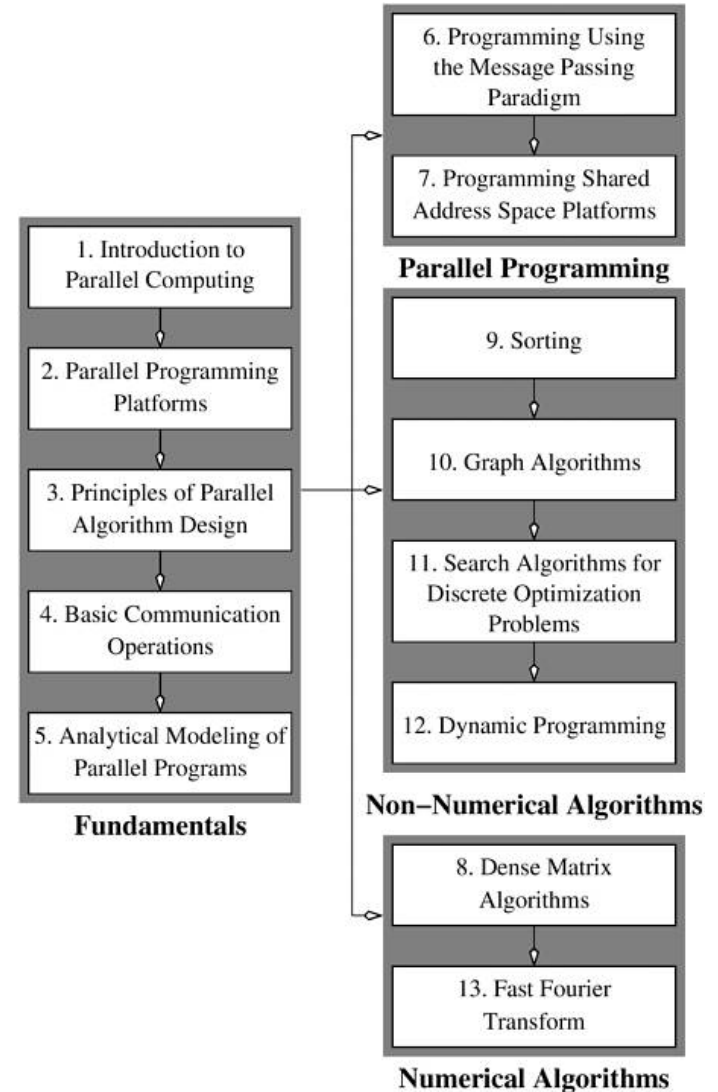 1. Introduction to
Parallel Computing
2. Parallel Programming
Platforms
3. Principles of Parallel
Algorithm Design
4. Basic Communication
Operations
5. Analytical Modeling of
Parallel Programs
Fundamentals
6. Programming Using
the Message Passing
Paradigm
7. Programming Shared
Address Space Platforms
Parallel Programming
9. Sorting
10. Graph Algorithms
11. Search Algorithms for
Discrete Optimization
Problems
12. Dynamic Programming
Non−Numerical Algorithms
8. Dense Matrix
Algorithms
13. Fast Fourier
Transform
Numerical Algorithms